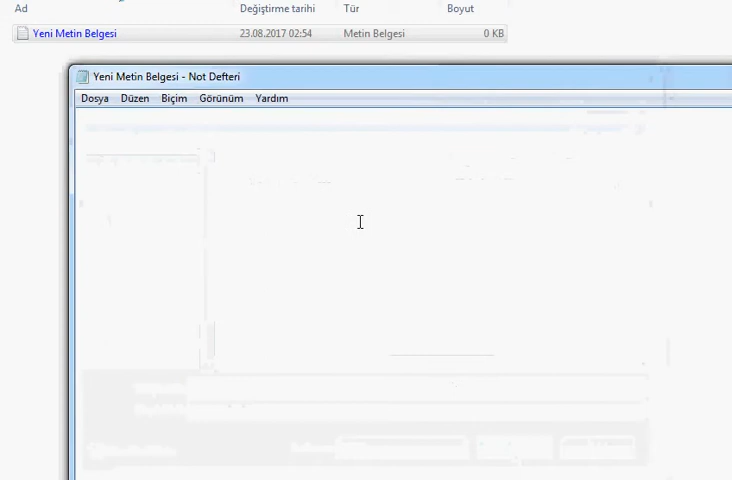 Ad Değiştirme tarihi Tür Boyut
Yeni Metin Belgesi 23.08.2017 02:54 Metin Belgesi 0 KB
Yeni Metin Belgesi - Not Defteri
Dosya Düzen Biçim Görünüm Yardım